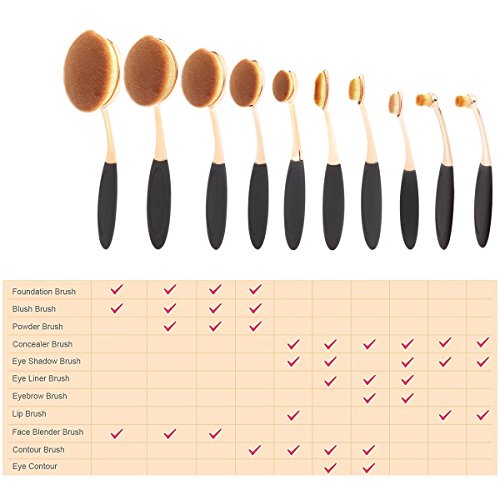 Foundation Brush
Blush Brush
Powder Brush
Concealer Brush
Eye Shadow Brush
Eye Liner Brush
Eyebrow Brush
Lip Brush
Face Blender Brush
Contour Brush
Eye Contour